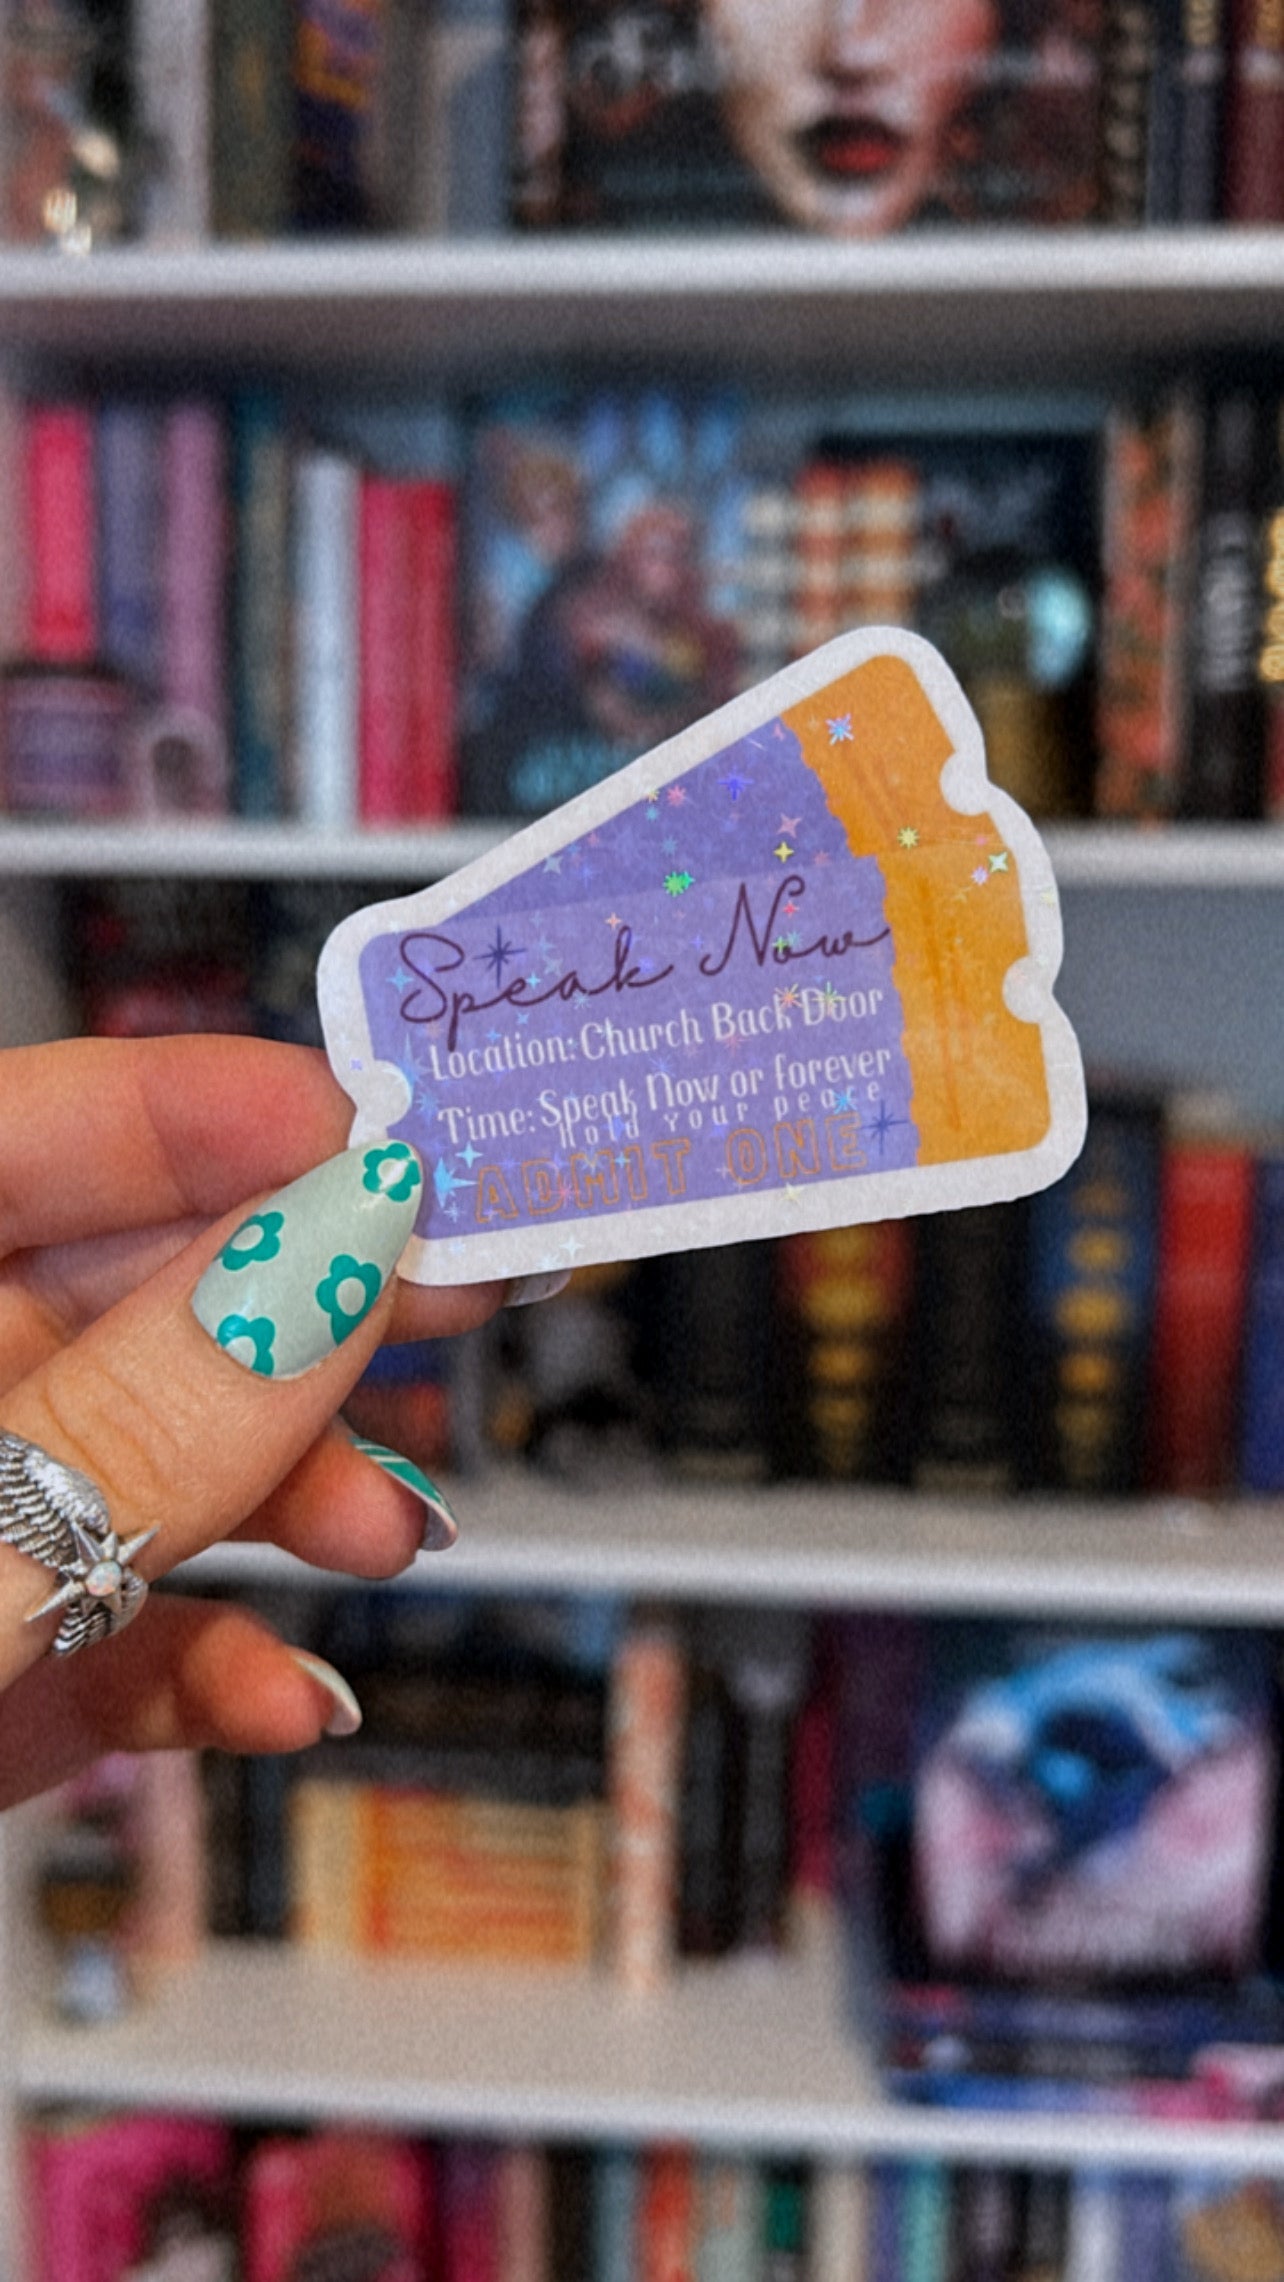 Speak Now
Location: Church Back Door
Time: Speak Now or forever
hold your peace
ADMIT ONE